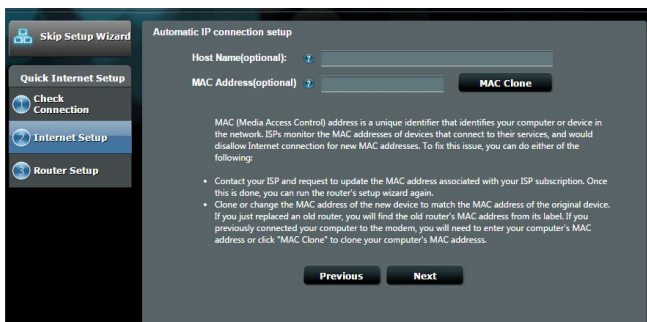 Skip Setup Wizard
Quick Internet Setup
1 Check Connection
2 Internet Setup
3 Router Setup
Automatic IP connection setup
Host Name(optional): ?
MAC Address(optional) ? MAC Clone
MAC (Media Access Control) address is a unique identifier that identifies your computer or device in
the network. ISPs monitor the MAC addresses of devices that connect to their services, and would
disallow Internet connection for new MAC addresses. To fix this issue, you can do either of the
following:
• Contact your ISP and request to update the MAC address associated with your ISP subscription. Once
this is done, you can run the router's setup wizard again.
• Clone or change the MAC address of the new device to match the MAC address of the original device.
If you just replaced an old router, you will find the old router's MAC address from its label. If you
previously connected your computer to the modem, you will need to enter your computer's MAC
address or click "MAC Clone" to clone your computer's MAC addresss.
Previous Next